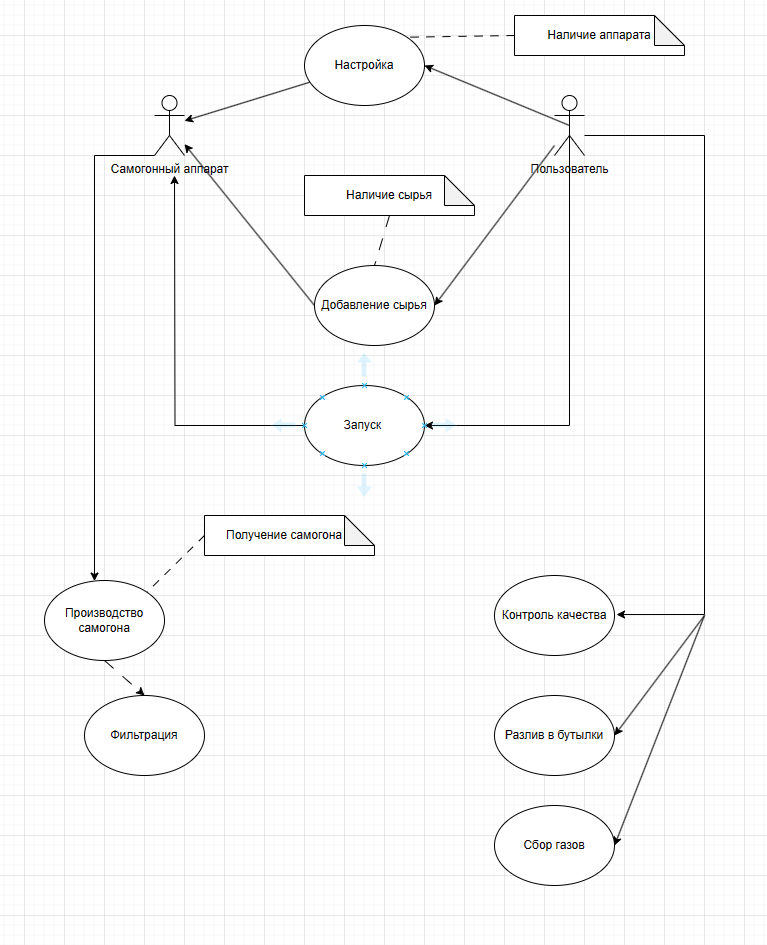 Наличие аппарата
Настройка
Самогонный аппарат
Пользователь
Наличие сырья
Добавление сырья
Запуск
Получение самогона
Производство
самогона
Контроль качества
Фильтрация
Разлив в бутылки
Сбор газов